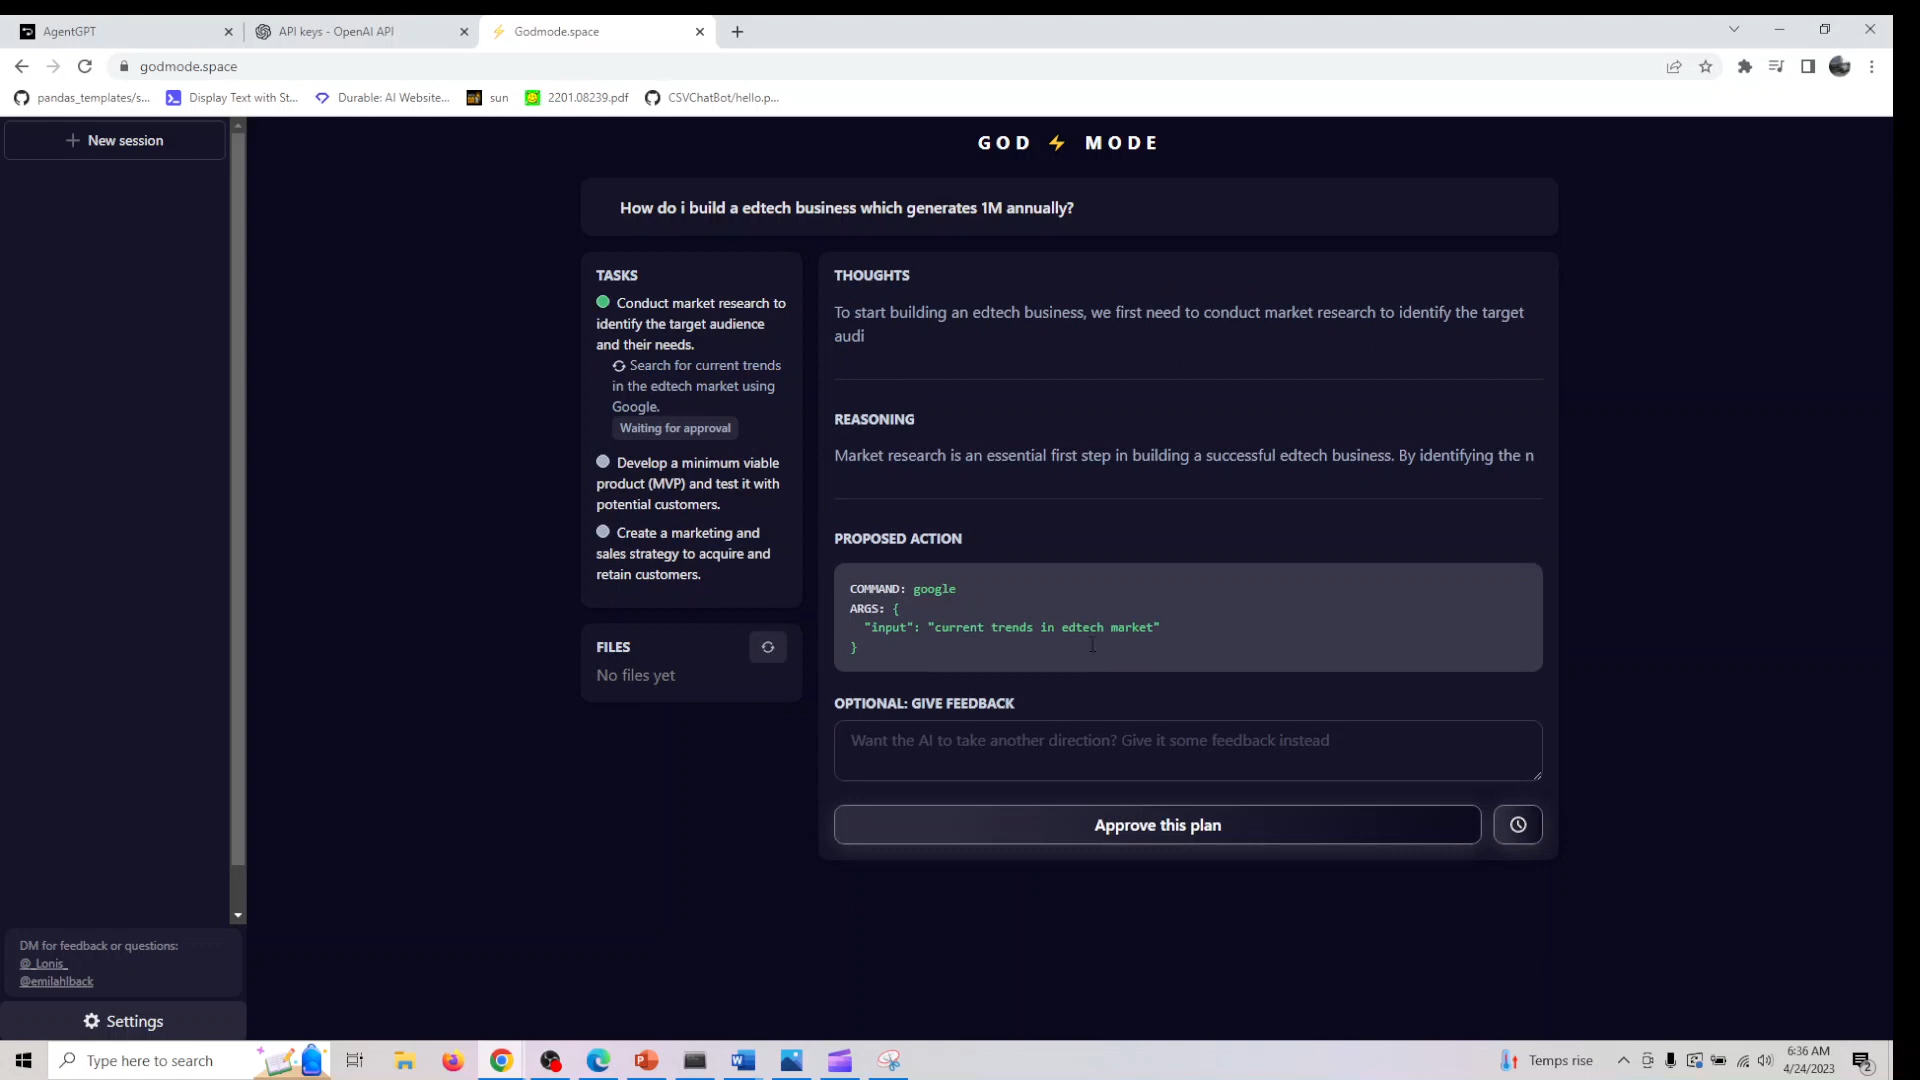 AgentGPT
API keys - OpenAI API
Godmode.space
godmode.space
pandas_templates/s...
Display Text with St...
Durable: AI Website...
sun
2201.08239.pdf
CSVChatBot/hello.p...
New session
GOD ⚡ MODE
How do i build a edtech business which generates 1M annually?
TASKS
Conduct market research to
identify the target audience
and their needs.
Search for current trends
in the edtech market using
Google.
Waiting for approval
Develop a minimum viable
product (MVP) and test it with
potential customers.
Create a marketing and
sales strategy to acquire and
retain customers.
FILES
No files yet
THOUGHTS
To start building an edtech business, we first need to conduct market research to identify the target
audi
REASONING
Market research is an essential first step in building a successful edtech business. By identifying the n
PROPOSED ACTION
COMMAND: google
ARGS: {
"input": "current trends in edtech market"
}
OPTIONAL: GIVE FEEDBACK
Want the AI to take another direction? Give it some feedback instead
Approve this plan
DM for feedback or questions:
@_Lonis_
@emilahlback
Settings
Type here to search
Temps rise
6:36 AM
4/24/2023
2